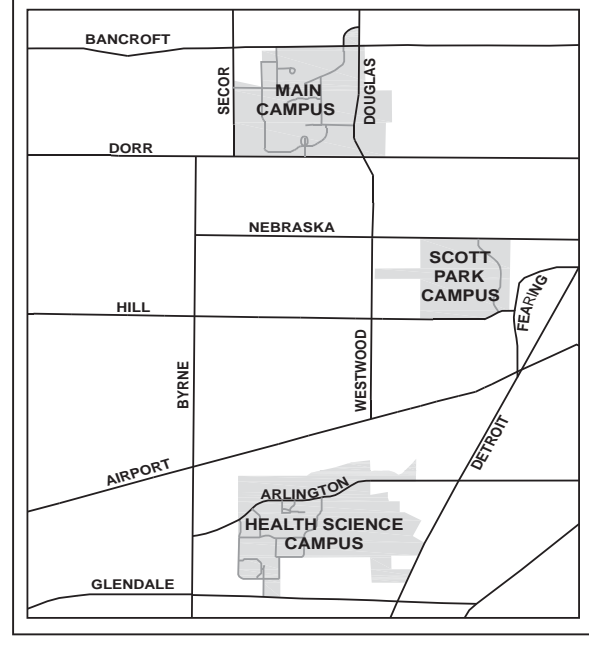 BANCROFT
SECOR
MAIN
CAMPUS
DOUGLAS
DORR
NEBRASKA
SCOTT
PARK
CAMPUS
FEARING
HILL
BYRNE
WESTWOOD
DETROIT
AIRPORT
ARLINGTON
HEALTH SCIENCE
CAMPUS
GLENDALE